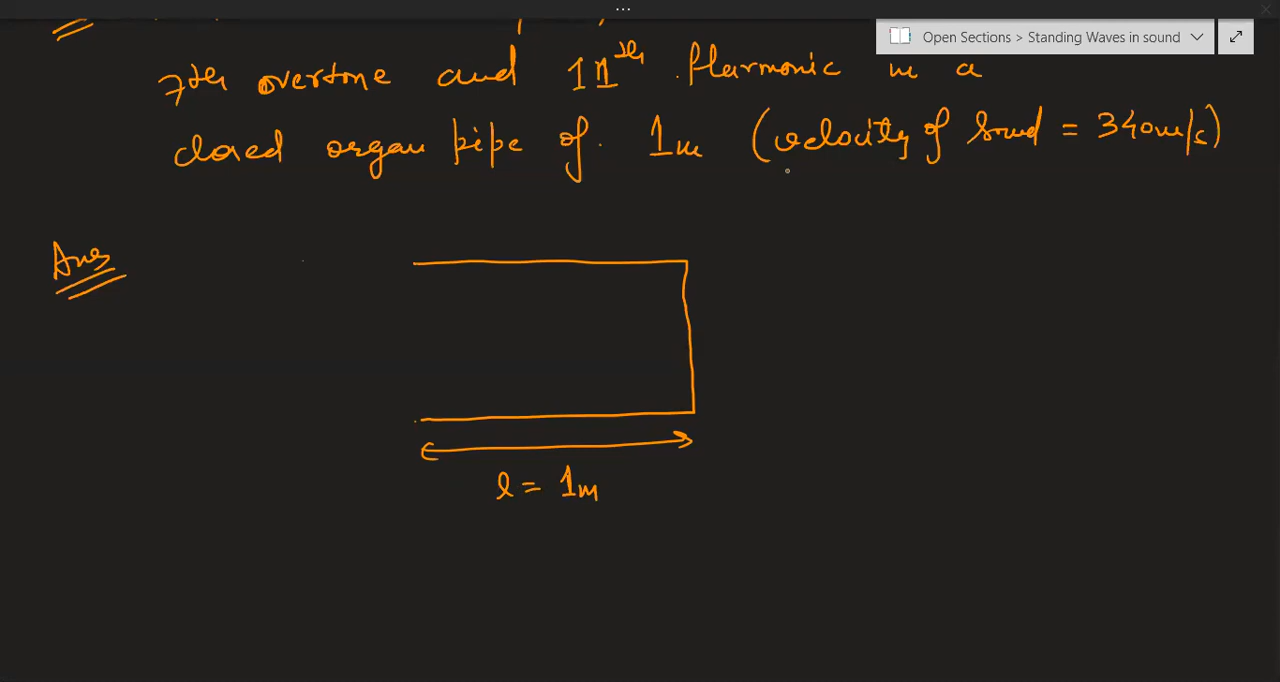 Open Sections > Standing Waves in sound
7th overtone and 11th Harmonic in a
closed organ pipe of 1m (velocity of sound = 340m/s)
Ans
l = 1m